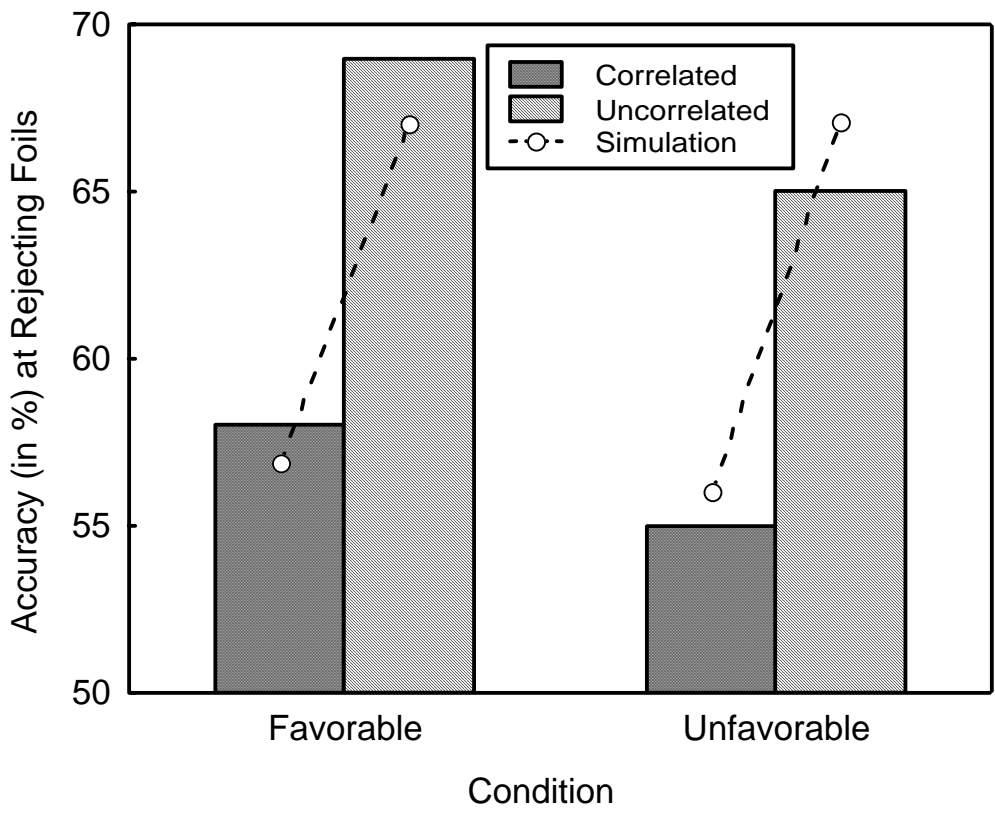 70
65
60
55
50
Accuracy (in %) at Rejecting Foils
Correlated
Uncorrelated
Simulation
Favorable
Unfavorable
Condition